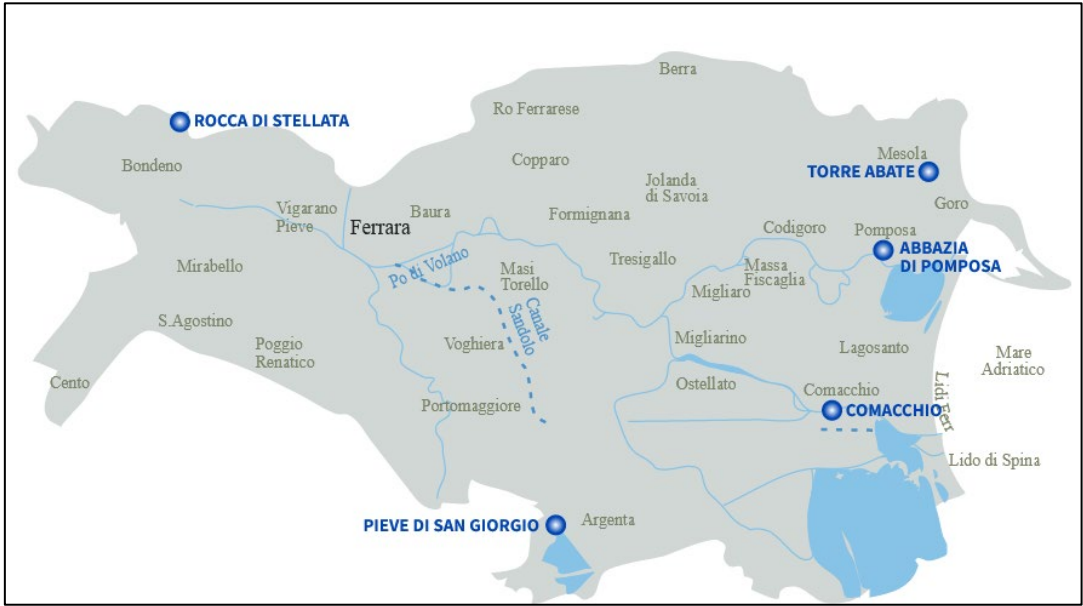 Berra
Ro Ferrarese
ROCCA DI STELLATA
Bondeno
Copparo
Mesola
TORRE ABATE
Jolanda
di Savoia
Goro
Vigarano
Pieve
Ferrara
Baura
Formignana
Codigoro
Pomposa
ABBAZIA
DI POMPOSA
Mirabello
Po di Volano
Masi
Torello
Tresigallo
Massa
Fiscaglia
Migliaro
Canale
Sandolo
S.Agostino
Poggio
Renatico
Voghiera
Migliarino
Lagosanto
Mare
Adriatico
Cento
Ostellato
Comacchio
COMACCHIO
Lidi Ferr
Portomaggiore
Lido di Spina
PIEVE DI SAN GIORGIO
Argenta